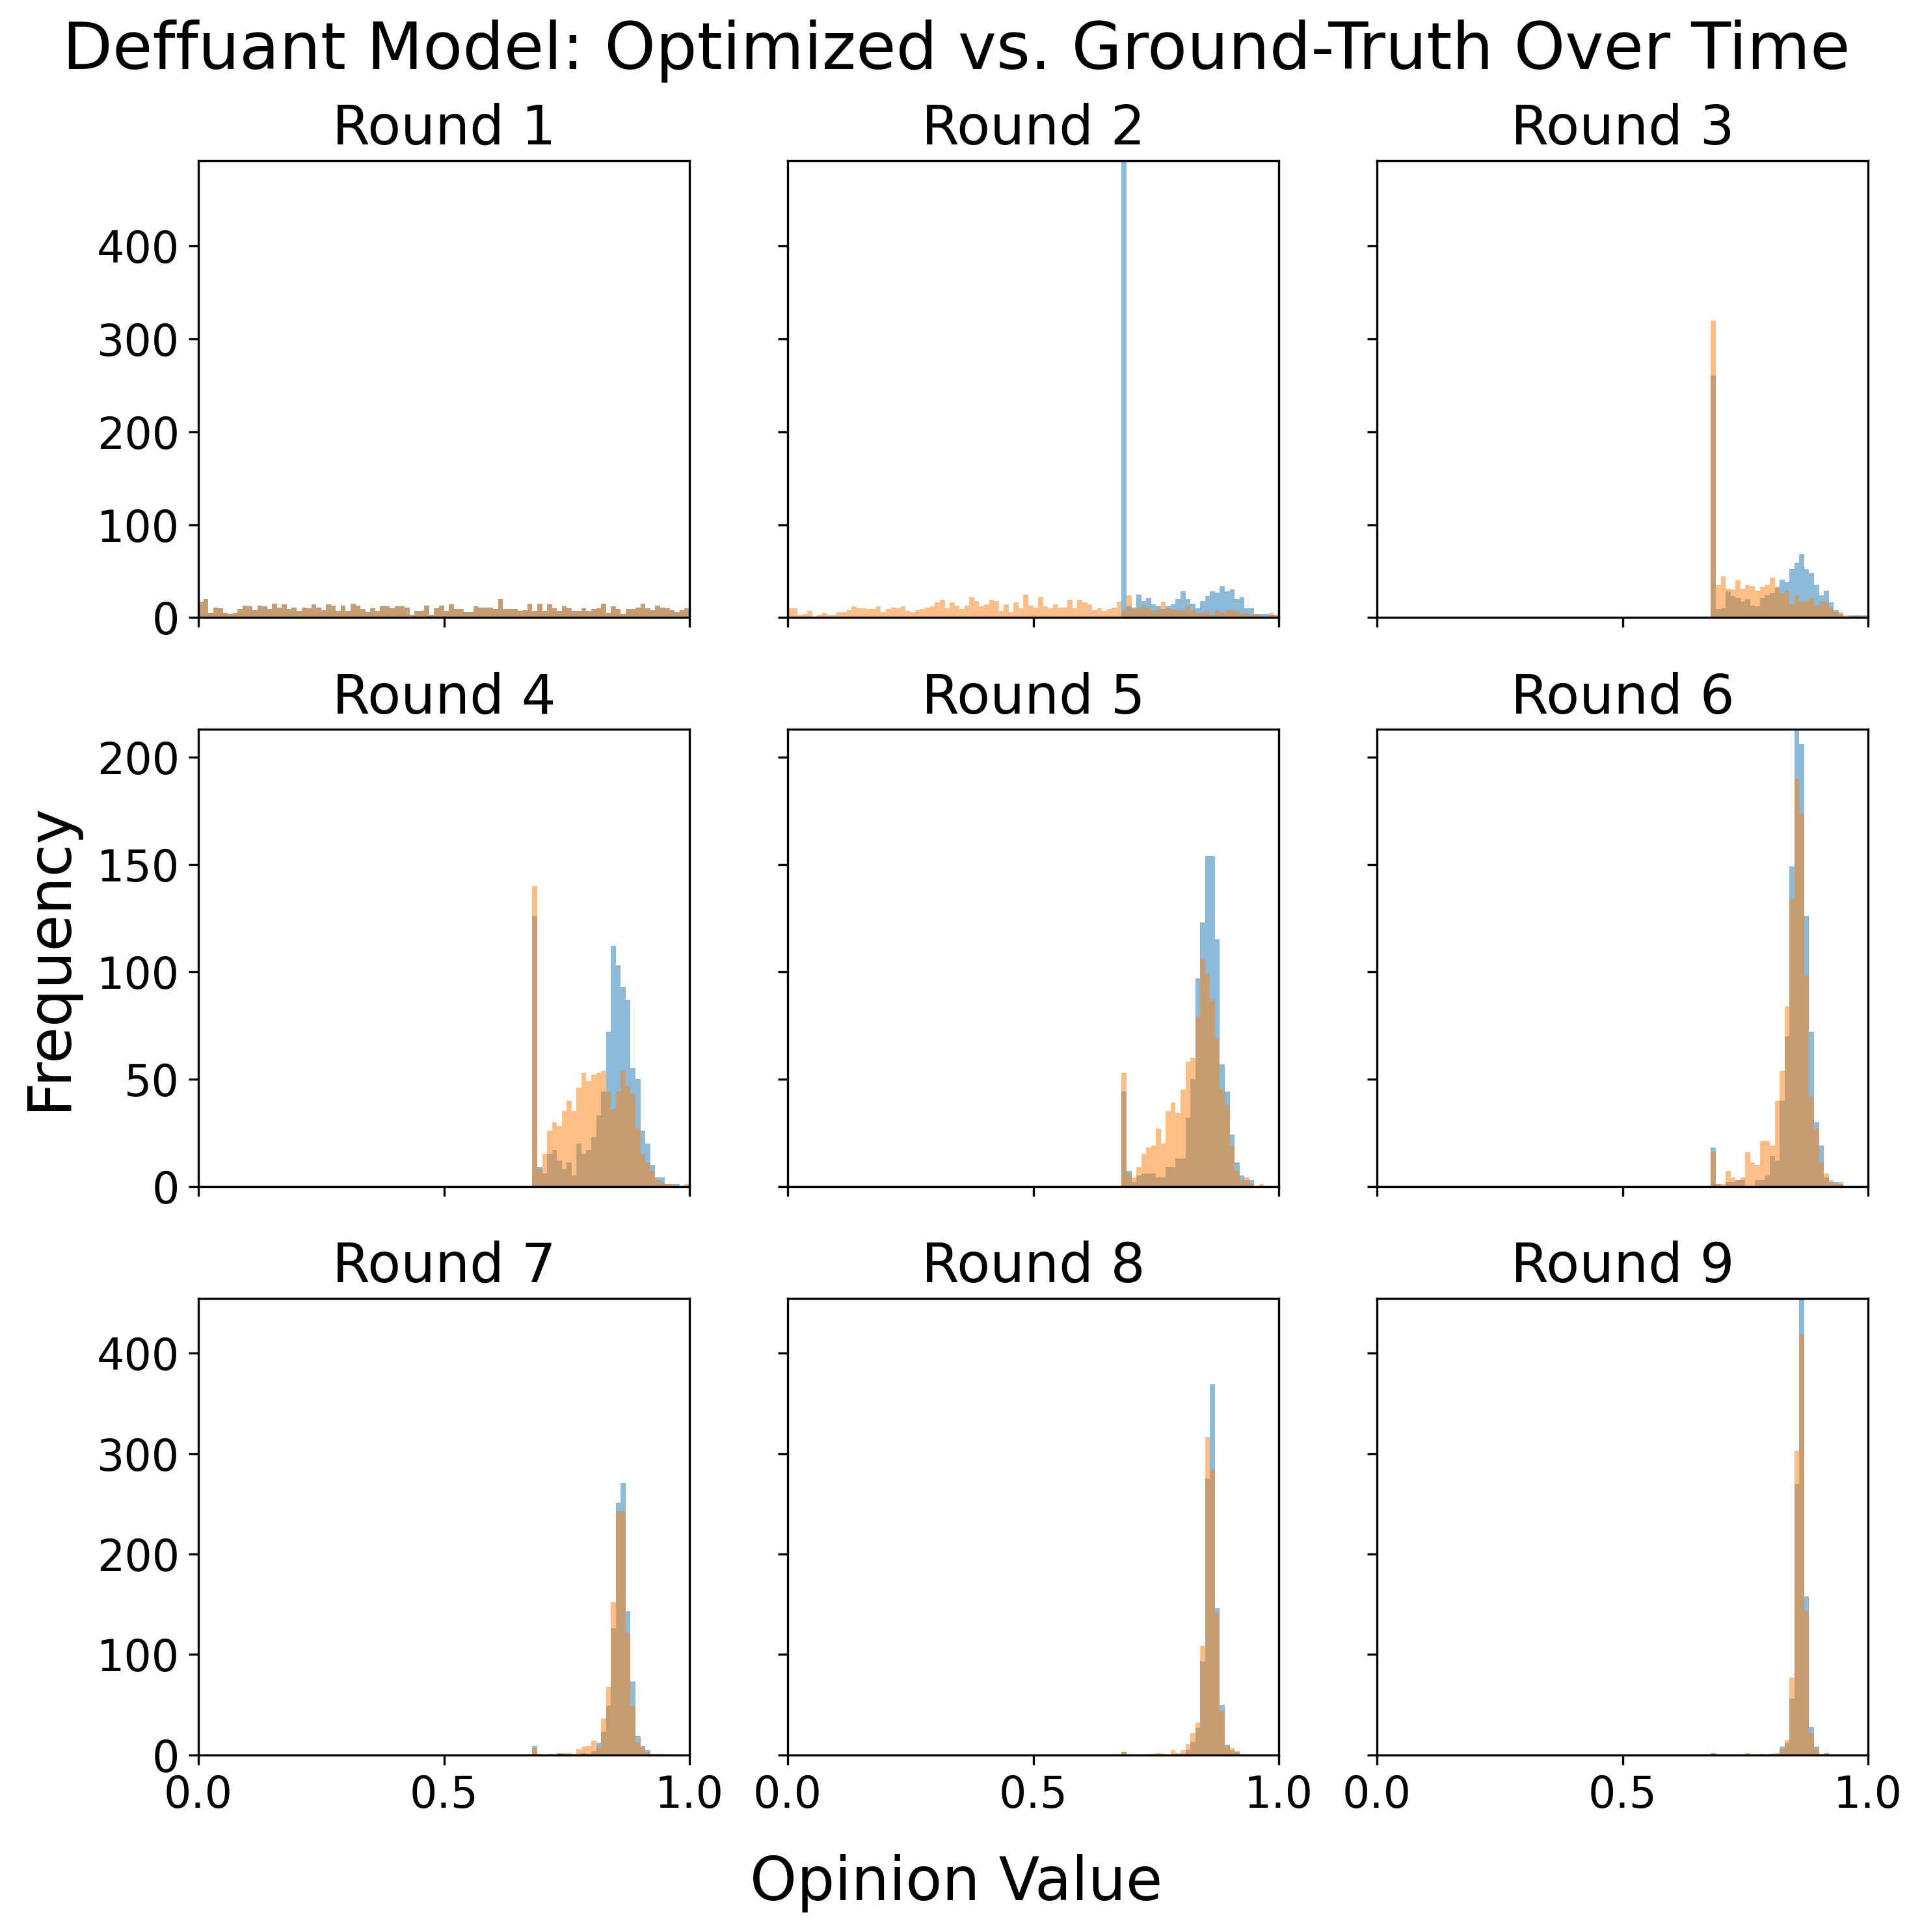 Deffuant Model: Optimized vs. Ground-Truth Over Time
Round 1
Round 2
Round 3
400
300
200
100
0
Round 4
Round 5
Round 6
200
150
100
50
0
Frequency
Round 7
Round 8
Round 9
400
300
200
100
0
0.0 0.5 1.0
0.0 0.5 1.0
0.0 0.5 1.0
Opinion Value